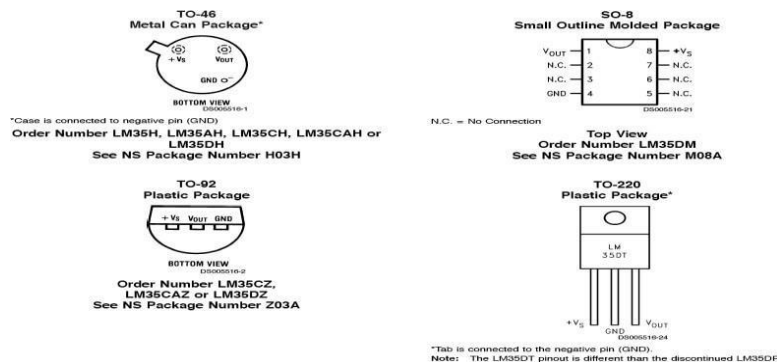 TO-46
Metal Can Package*
+VS
VOUT
GND
BOTTOM VIEW
DS005516-1
*Case is connected to negative pin (GND)
Order Number LM35H, LM35AH, LM35CH, LM35CAH or
LM35DH
See NS Package Number H03H
SO-8
Small Outline Molded Package
VOUT 1 8 +VS
N.C. 2 7 N.C.
N.C. 3 6 N.C.
GND 4 5 N.C.
DS005516-21
N.C. = No Connection
Top View
Order Number LM35DM
See NS Package Number M08A
TO-92
Plastic Package
+VS VOUT GND
BOTTOM VIEW
DS005516-2
Order Number LM35CZ,
LM35CAZ or LM35DZ
See NS Package Number Z03A
TO-220
Plastic Package*
LM
35DT
+VS GND VOUT
DS005516-24
*Tab is connected to the negative pin (GND).
Note: The LM35DT pinout is different than the discontinued LM35DP